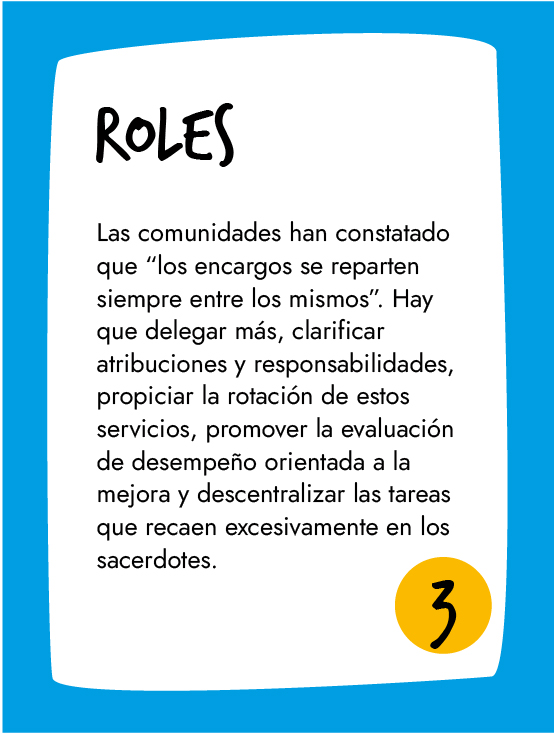 ROLES
Las comunidades han constatado
que “los encargos se reparten
siempre entre los mismos”. Hay
que delegar más, clarificar
atribuciones y responsabilidades,
propiciar la rotación de estos
servicios, promover la evaluación
de desempeño orientada a la
mejora y descentralizar las tareas
que recaen excesivamente en los
sacerdotes.
3